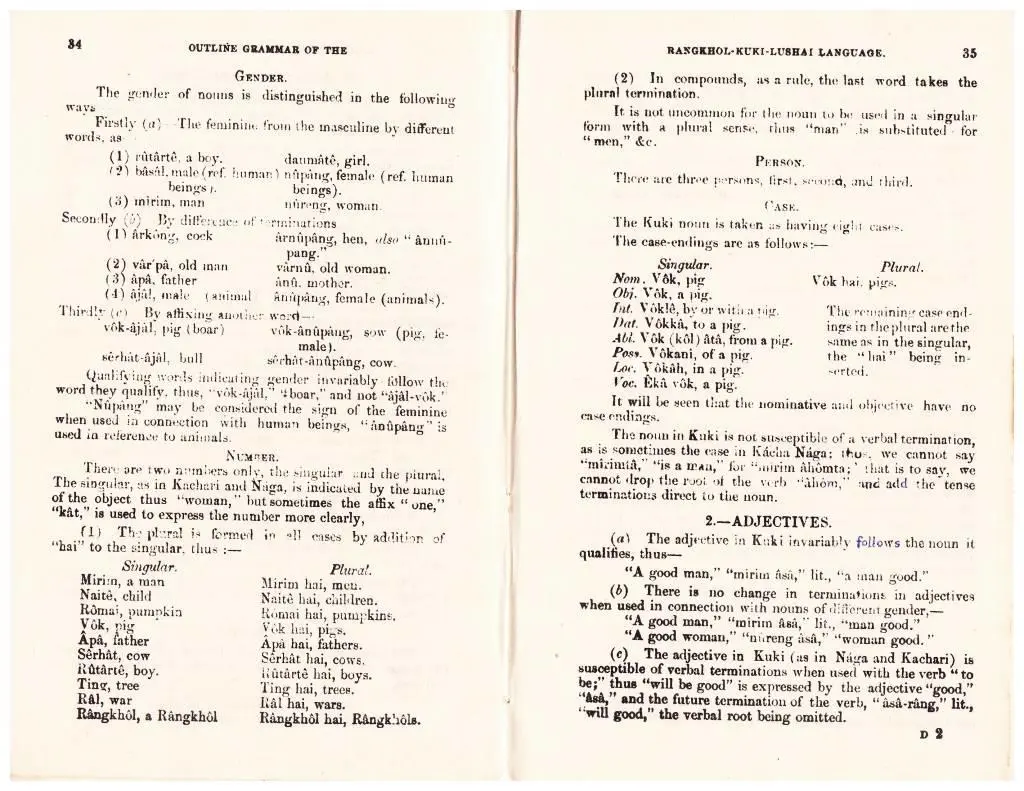 34
OUTLINE GRAMMAR OF THE
GENDER.
The gender of nouns is distinguished in the following
ways
Firstly (a) The feminine from the masculine by different
words, as
(1) rûtârtê, a boy. daumâtê, girl.
(2) bâsâl, male (ref. human nûpâng, female (ref. human
beings). beings).
(3) mirim, man nûreng, woman.
Secondly (b) By difference of terminations
(1) ârkông, cock ârnûpâng, hen, also "ânnû-
pang."
(2) vâr'pâ, old man vârnû, old woman.
(3) âpâ, father ânû, mother.
(4) âjâl, male (animal ânûpâng, female (animals).
Thirdly (c) By affixing another word—
vôk-âjâl, pig (boar) vôk-ânûpâng, sow (pig, fe-
male).
sêrhât-âjâl, bull sêrhât-ânûpâng, cow.
Qualifying words indicating gender invariably follow the
word they qualify, thus, "vôk-âjâl," "boar," and not "âjâl-vôk.'
"Nûpâng" may be considered the sign of the feminine
when used in connection with human beings, "ânûpâng" is
used in reference to animals.
NUMBER.
There are two numbers only, the singular and the plural.
The singular, as in Kachari and Nâga, is indicated by the name
of the object thus "woman," but sometimes the affix "one,"
"kât," is used to express the number more clearly,
(1) The plural is formed in all cases by addition of
"hai" to the singular, thus :—
Singular. Plural.
Mirim, a man Mirim hai, men.
Naitê, child Naitê hai, children.
Rômai, pumpkin Rômai hai, pumpkins.
Vôk, pig Vôk hai, pigs.
Âpâ, father Âpâ hai, fathers.
Sêrhât, cow Sêrhât hai, cows.
Rûtârtê, boy. Rûtârtê hai, boys.
Ting, tree Ting hai, trees.
Râl, war Râl hai, wars.
Rângkhôl, a Rângkhôl Rângkhôl hai, Rângkhôls.
RANGKHOL-KUKI-LUSHAI LANGUAGE. 35
(2) In compounds, as a rule, the last word takes the
plural termination.
It is not uncommon for the noun to be used in a singular
form with a plural sense, thus "man" is substituted for
"men," &c.
PERSON.
There are three persons, first, second, and third.
CASE.
The Kuki noun is taken as having eight cases.
The case-endings are as follows:—
Singular. Plural.
Nom. Vôk, pig Vôk hai, pigs.
Obj. Vôk, a pig.
Int. Vôklê, by or with a pig. The remaining case end-
Dat. Vôkkâ, to a pig. ings in the plural are the
Abl. Vôk (kôl) âtâ, from a pig. same as in the singular,
Poss. Vôkani, of a pig. the "hai" being in-
Loc. Vôkâh, in a pig. serted.
Voc. Êkâ vôk, a pig.
It will be seen that the nominative and objective have no
case endings.
The noun in Kuki is not susceptible of a verbal termination,
as is sometimes the case in Kâcha Nâga; thus, we cannot say
"mirimtâ," "is a man," for "mirim âhômta;" that is to say, we
cannot drop the root of the verb "âhôm," and add the tense
terminations direct to the noun.
2.—ADJECTIVES.
(a) The adjective in Kuki invariably follows the noun it
qualifies, thus—
"A good man," "mirim âsâ," lit., "a man good."
(b) There is no change in terminations in adjectives
when used in connection with nouns of different gender,—
"A good man," "mirim âsâ," lit., "man good."
"A good woman," "nûreng âsâ," "woman good."
(c) The adjective in Kuki (as in Nâga and Kachari) is
susceptible of verbal terminations when used with the verb "to
be;" thus "will be good" is expressed by the adjective "good,"
"âsâ," and the future termination of the verb, "âsâ-râng," lit.,
"will good," the verbal root being omitted.
D 2